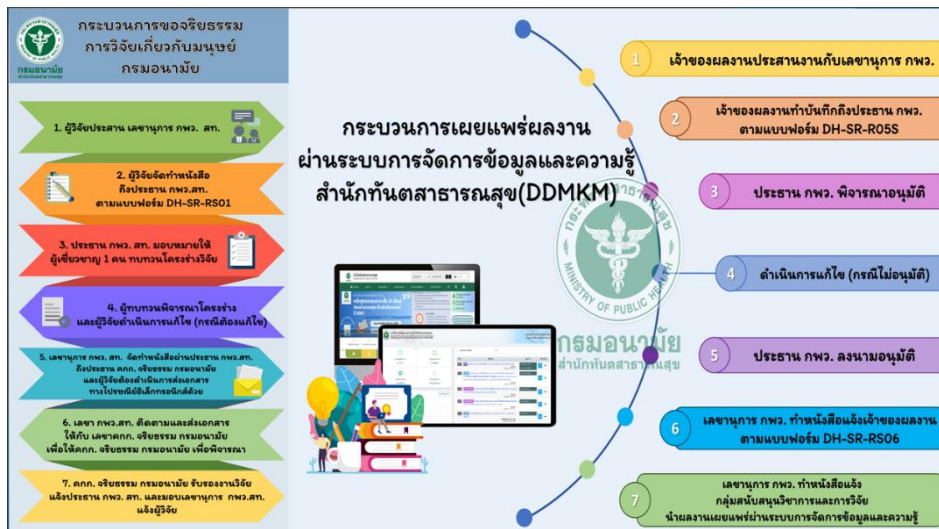 กระบวนการขอจริยธรรม
การวิจัยเกี่ยวกับมนุษย์
กรมอนามัย
กรมอนามัย
สำนักทันตสาธารณสุข
1. ผู้วิจัยประสาน เลขานุการ กพว. สท.
2. ผู้วิจัยจัดทำหนังสือ
ถึงประธาน กพว.สท.
ตามแบบฟอร์ม DH-SR-RS01
3. ประธาน กพว. สท. มอบหมายให้
ผู้เชี่ยวชาญ 1 คน ทบทวนโครงร่างวิจัย
4. ผู้ทบทวนพิจารณาโครงร่าง
และผู้วิจัยดำเนินการแก้ไข (กรณีต้องแก้ไข)
5. เลขานุการ กพว. สท. จัดทำหนังสือผ่านประธาน กพว.สท.
ถึงประธาน คกก. จริยธรรม กรมอนามัย
และผู้วิจัยต้องดำเนินการส่งเอกสาร
ทางไปรษณีย์อิเล็กทรอนิกส์ด้วย
6. เลขา กพว.สท. ติดตามและส่งเอกสาร
ให้กับ เลขาคกก. จริยธรรม กรมอนามัย
เพื่อให้คกก. จริยธรรม กรมอนามัย เพื่อพิจารณา
7. คกก. จริยธรรม กรมอนามัย รับรองงานวิจัย
แจ้งประธาน กพว. สท. และมอบเลขานุการ กพว.สท.
แจ้งผู้วิจัย
กระบวนการเผยแพร่ผลงาน
ผ่านระบบการจัดการข้อมูลและความรู้
สำนักทันตสาธารณสุข(DDMKM)
กระทรวงสาธารณสุข
MINISTRY OF PUBLIC HEALTH
กรมอนามัย
สำนักทันตสาธารณสุข
1 เจ้าของผลงานประสานงานกับเลขานุการ กพว.
2 เจ้าของผลงานทำบันทึกถึงประธาน กพว.
ตามแบบฟอร์ม DH-SR-R05S
3 ประธาน กพว. พิจารณาอนุมัติ
4 ดำเนินการแก้ไข (กรณีไม่อนุมัติ)
5 ประธาน กพว. ลงนามอนุมัติ
6 เลขานุการ กพว. ทำหนังสือแจ้งเจ้าของผลงาน
ตามแบบฟอร์ม DH-SR-RS06
7 เลขานุการ กพว. ทำหนังสือแจ้ง
กลุ่มสนับสนุนวิชาการและการวิจัย
นำผลงานเผยแพร่ผ่านระบบการจัดการข้อมูลและความรู้